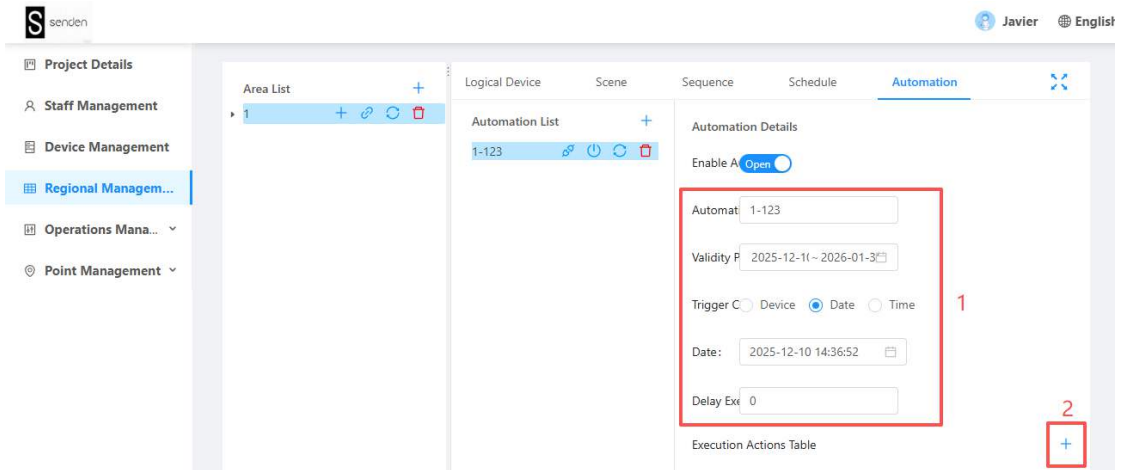 S senden
Javier English
Project Details
Staff Management
Device Management
Regional Managem...
Operations Mana...
Point Management
Area List
1
Logical Device Scene Sequence Schedule Automation
Automation List
1-123
Automation Details
Enable A Open
Automati 1-123
Validity P 2025-12-1( ~ 2026-01-3
Trigger C Device Date Time
Date: 2025-12-10 14:36:52
Delay Exe 0
1
2
Execution Actions Table